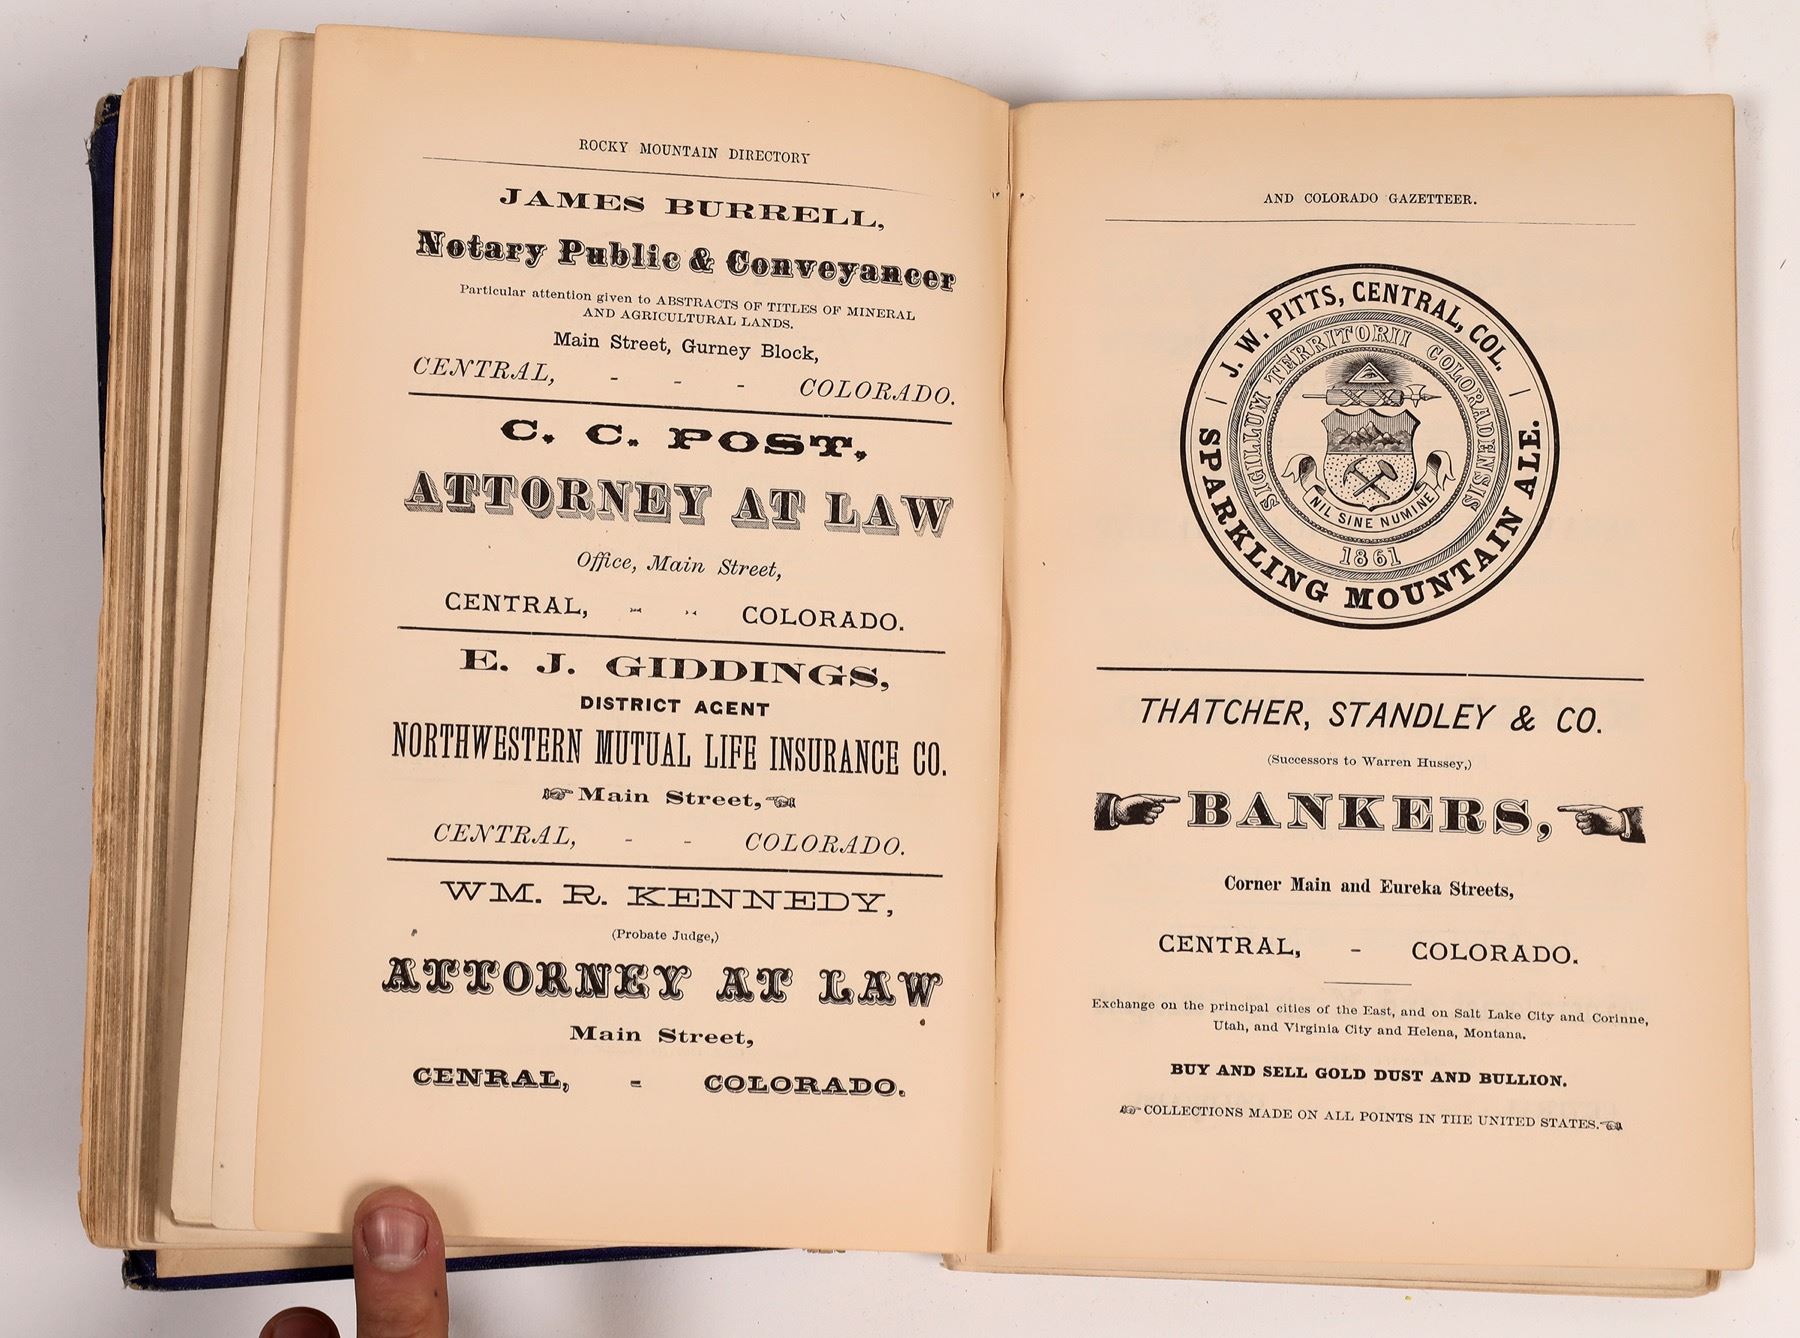 ROCKY MOUNTAIN DIRECTORY
JAMES BURRELL,
Notary Public & Conveyancer
Particular attention given to ABSTRACTS OF TITLES OF MINERAL
AND AGRICULTURAL LANDS.
Main Street, Gurney Block,
CENTRAL, - - - COLORADO.
C. C. POST,
ATTORNEY AT LAW
Office, Main Street,
CENTRAL, - - COLORADO.
E. J. GIDDINGS,
DISTRICT AGENT
NORTHWESTERN MUTUAL LIFE INSURANCE CO.
Main Street,
CENTRAL, - - COLORADO.
WM. R. KENNEDY,
(Probate Judge,)
ATTORNEY AT LAW
Main Street,
CENRAL, - COLORADO.
AND COLORADO GAZETTEER.
J. W. PITTS, CENTRAL, COL.
SIGILLUM TERRITORII COLORADENSIS
NIL SINE NUMINE
1861
SPARKLING MOUNTAIN ALE.
THATCHER, STANDLEY & CO.
(Successors to Warren Hussey,)
BANKERS,
Corner Main and Eureka Streets,
CENTRAL, - COLORADO.
Exchange on the principal cities of the East, and on Salt Lake City and Corinne,
Utah, and Virginia City and Helena, Montana.
BUY AND SELL GOLD DUST AND BULLION.
COLLECTIONS MADE ON ALL POINTS IN THE UNITED STATES.